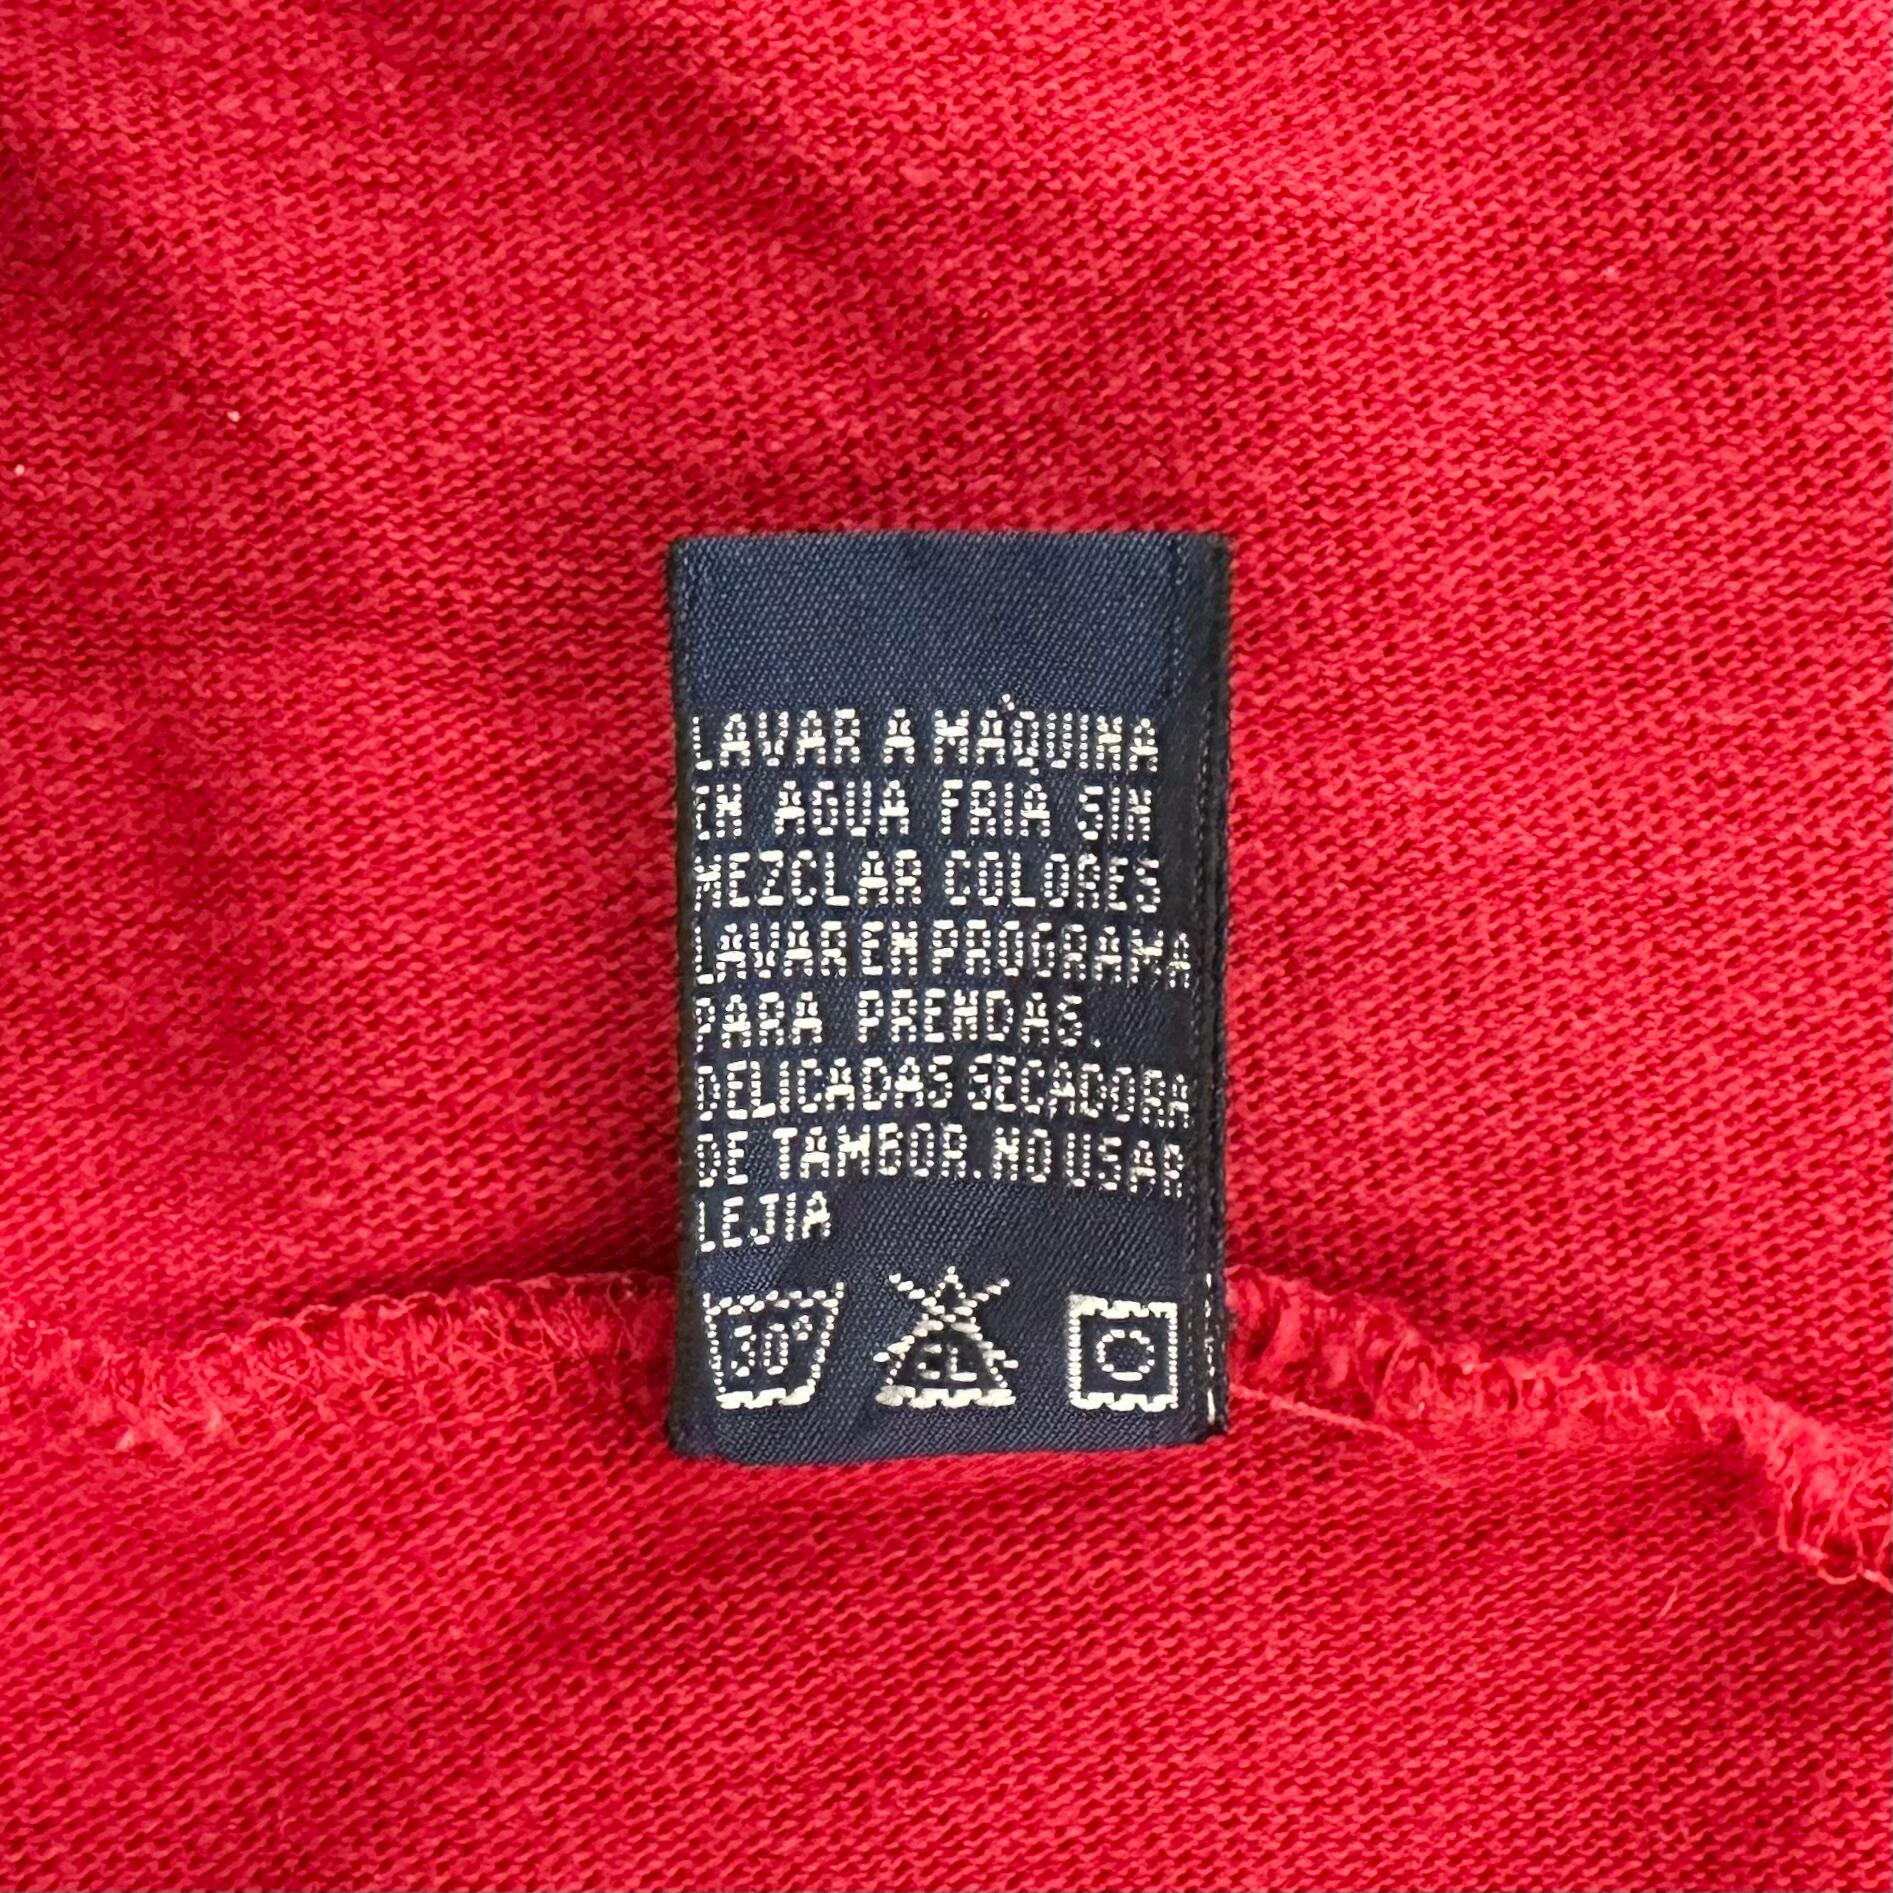 LAVAR A MÁQUINA
EN AGUA FRIA SIN
MEZCLAR COLORES
LAVAR EN PROGRAMA
PARA PRENDAS.
DELICADAS SECADORA
DE TAMBOR. NO USAR
LEJIA
30° CL